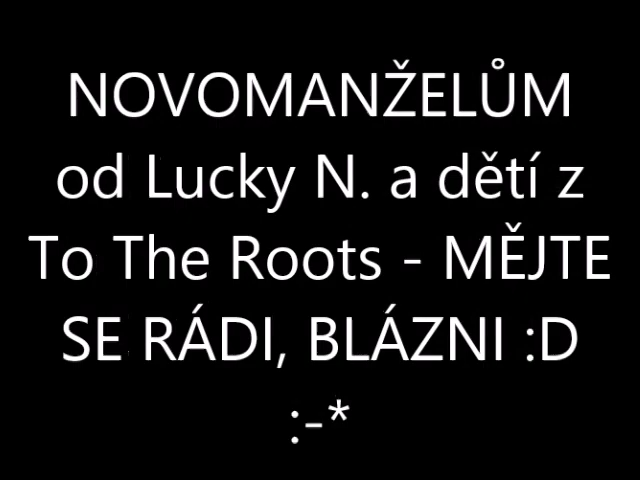 NOVOMANŽELŮM
od Lucky N. a dětí z
To The Roots - MĚJTE
SE RÁDI, BLÁZNI :D
:-*